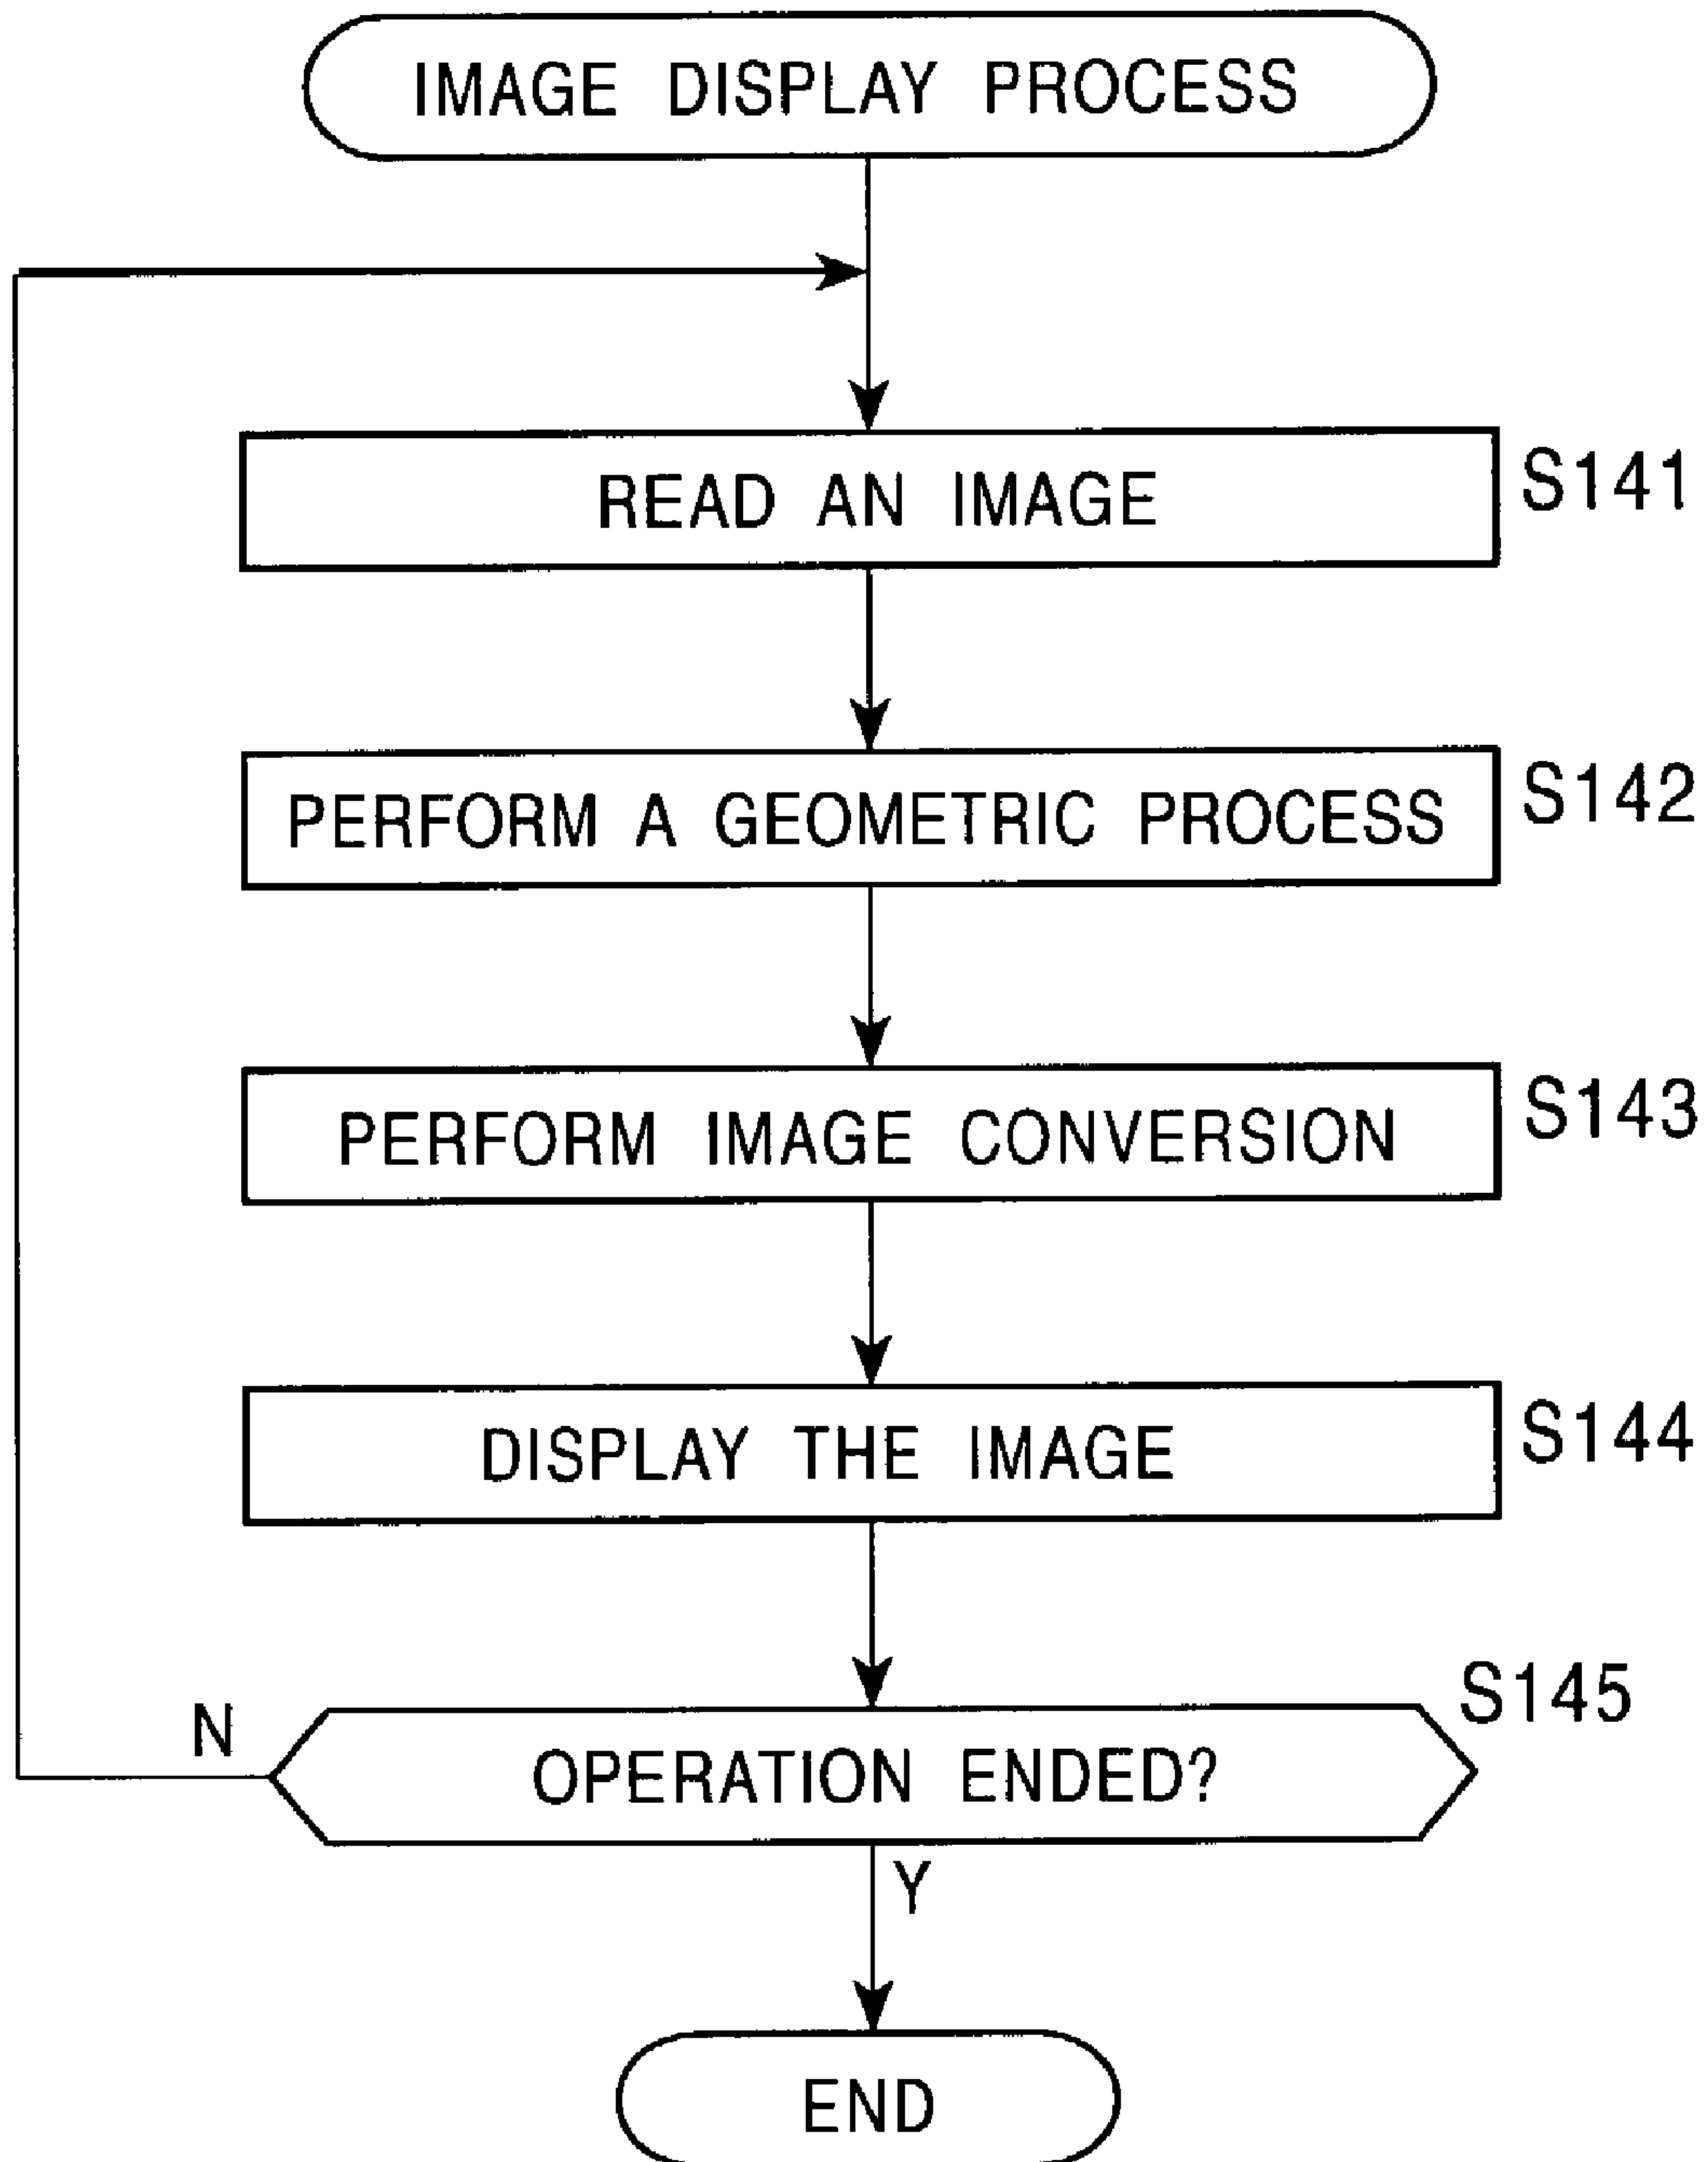 IMAGE DISPLAY PROCESS
READ AN IMAGE
S141
PERFORM A GEOMETRIC PROCESS
S142
PERFORM IMAGE CONVERSION
S143
DISPLAY THE IMAGE
S144
S145
N
OPERATION ENDED?
Y
END